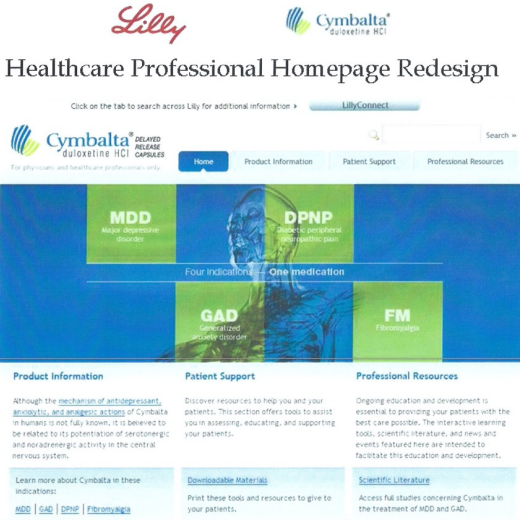 Lilly
Cymbalta®
duloxetine HCl
Healthcare Professional Homepage Redesign
Click on the tab to search across Lilly for additional information
LillyConnect
Cymbalta® DELAYED RELEASE CAPSULES
duloxetine HCl
For physicians and healthcare professionals only
Search »
Home Product Information Patient Support Professional Resources
MDD
Major depressive
disorder
DPNP
Diabetic peripheral
neuropathic pain
Four indications — One medication
GAD
Generalized
anxiety disorder
FM
Fibromyalgia
Product Information
Although the mechanism of antidepressant,
anxiolytic, and analgesic actions of Cymbalta
in humans is not fully known, it is believed to
be related to its potentiation of serotonergic
and noradrenergic activity in the central
nervous system.
Learn more about Cymbalta in these
indications:
MDD | GAD | DPNP | Fibromyalgia
Patient Support
Discover resources to help you and your
patients. This section offers tools to assist
you in assessing, educating, and supporting
your patients.
Downloadable Materials
Print these tools and resources to give to
your patients.
Professional Resources
Ongoing education and development is
essential to providing your patients with the
best care possible. The interactive learning
tools, scientific literature, and news and
events featured here are intended to
facilitate this education and development.
Scientific Literature
Access full studies concerning Cymbalta in
the treatment of MDD and GAD.